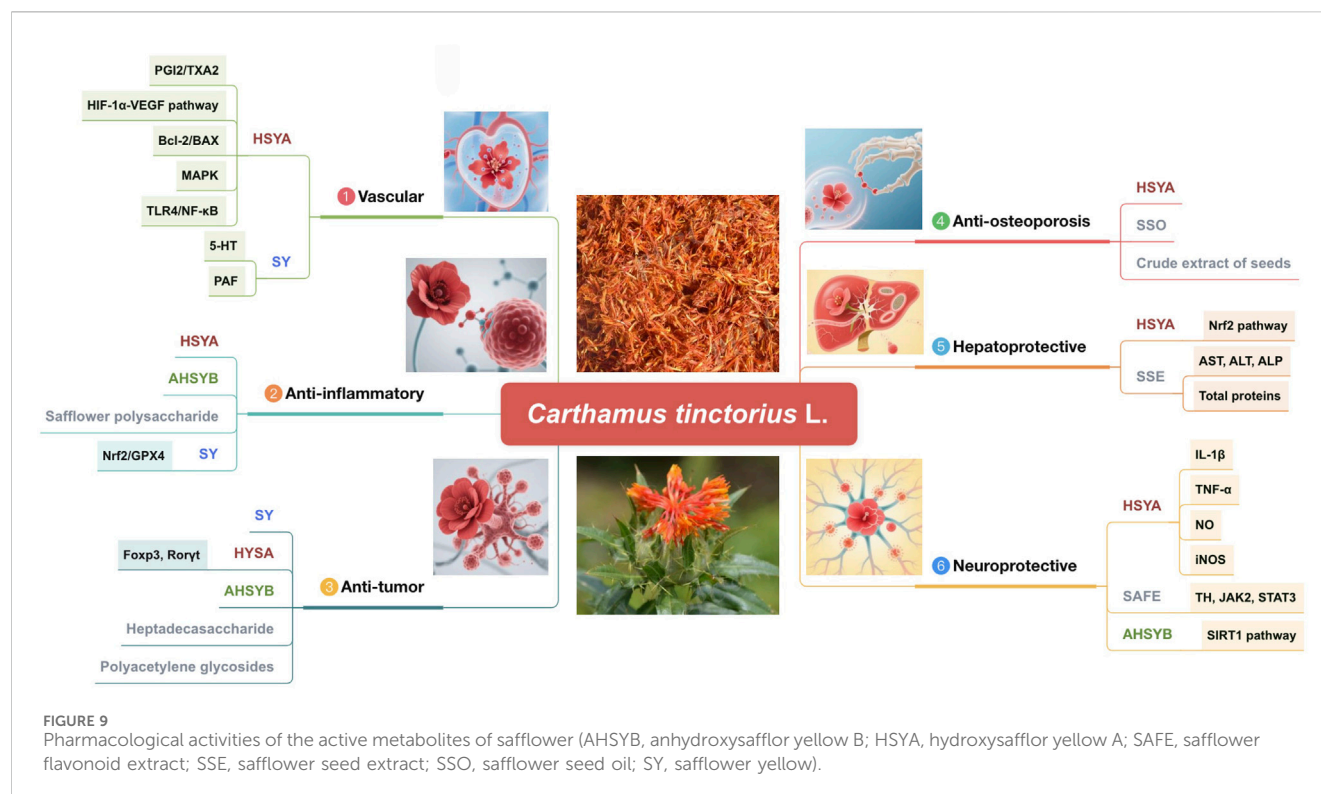 PGI2/TXA2
HIF-1α-VEGF pathway
Bcl-2/BAX
HSYA
MAPK
TLR4/NF-κB
5-HT
SY
PAF
1 Vascular
HSYA
AHSYB
Safflower polysaccharide
Nrf2/GPX4
SY
2 Anti-inflammatory
SY
Foxp3, Rorγt
HYSA
AHSYB
Heptadecasaccharide
Polyacetylene glycosides
3 Anti-tumor
Carthamus tinctorius L.
4 Anti-osteoporosis
HSYA
SSO
Crude extract of seeds
5 Hepatoprotective
HSYA
Nrf2 pathway
SSE
AST, ALT, ALP
Total proteins
6 Neuroprotective
HSYA
IL-1β
TNF-α
NO
iNOS
SAFE
TH, JAK2, STAT3
AHSYB
SIRT1 pathway
FIGURE 9
Pharmacological activities of the active metabolites of safflower (AHSYB, anhydroxysafflor yellow B; HSYA, hydroxysafflor yellow A; SAFE, safflower
flavonoid extract; SSE, safflower seed extract; SSO, safflower seed oil; SY, safflower yellow).